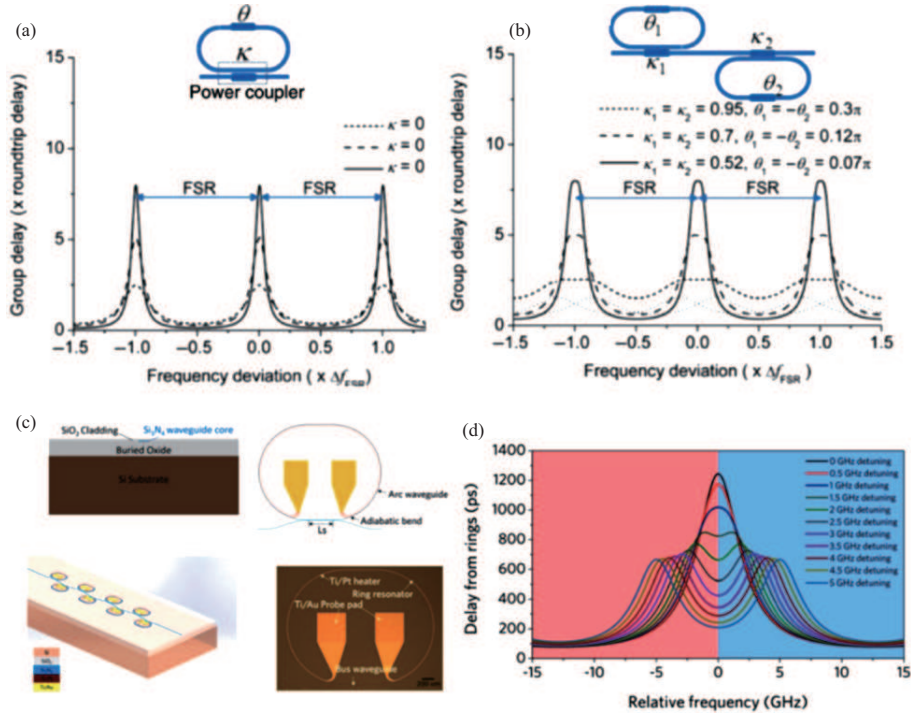 (a)
θ
κ
Power coupler
κ = 0
κ = 0
κ = 0
FSR
FSR
15
10
5
0
Group delay (x roundtrip delay)
−1.5 −1.0 −0.5 0.0 0.5 1.0
Frequency deviation ( x Δf_FSR)
(b)
θ₁
κ₁
κ₂
θ₂
κ₁ = κ₂ = 0.95, θ₁ = −θ₂ = 0.3π
κ₁ = κ₂ = 0.7, θ₁ = −θ₂ = 0.12π
κ₁ = κ₂ = 0.52, θ₁ = −θ₂ = 0.07π
FSR
FSR
15
10
5
0
Group delay (x roundtrip delay)
−1.5 −1.0 −0.5 0.0 0.5 1.0 1.5
Frequency deviation ( x Δf_FSR)
(c)
SiO₂ Cladding
Si₃N₄ waveguide core
Buried Oxide
Si Substrate
Arc waveguide
Adiabatic bend
Ls
Ti/Pt heater
Ring resonator
Ti/Au Probe pad
Bus waveguide
(d)
1400
1200
1000
800
600
400
200
0
Delay from rings (ps)
0 GHz detuning
0.5 GHz detuning
1 GHz detuning
1.5 GHz detuning
2 GHz detuning
2.5 GHz detuning
3 GHz detuning
3.5 GHz detuning
4 GHz detuning
4.5 GHz detuning
5 GHz detuning
-15 -10 -5 0 5 10 15
Relative frequency (GHz)